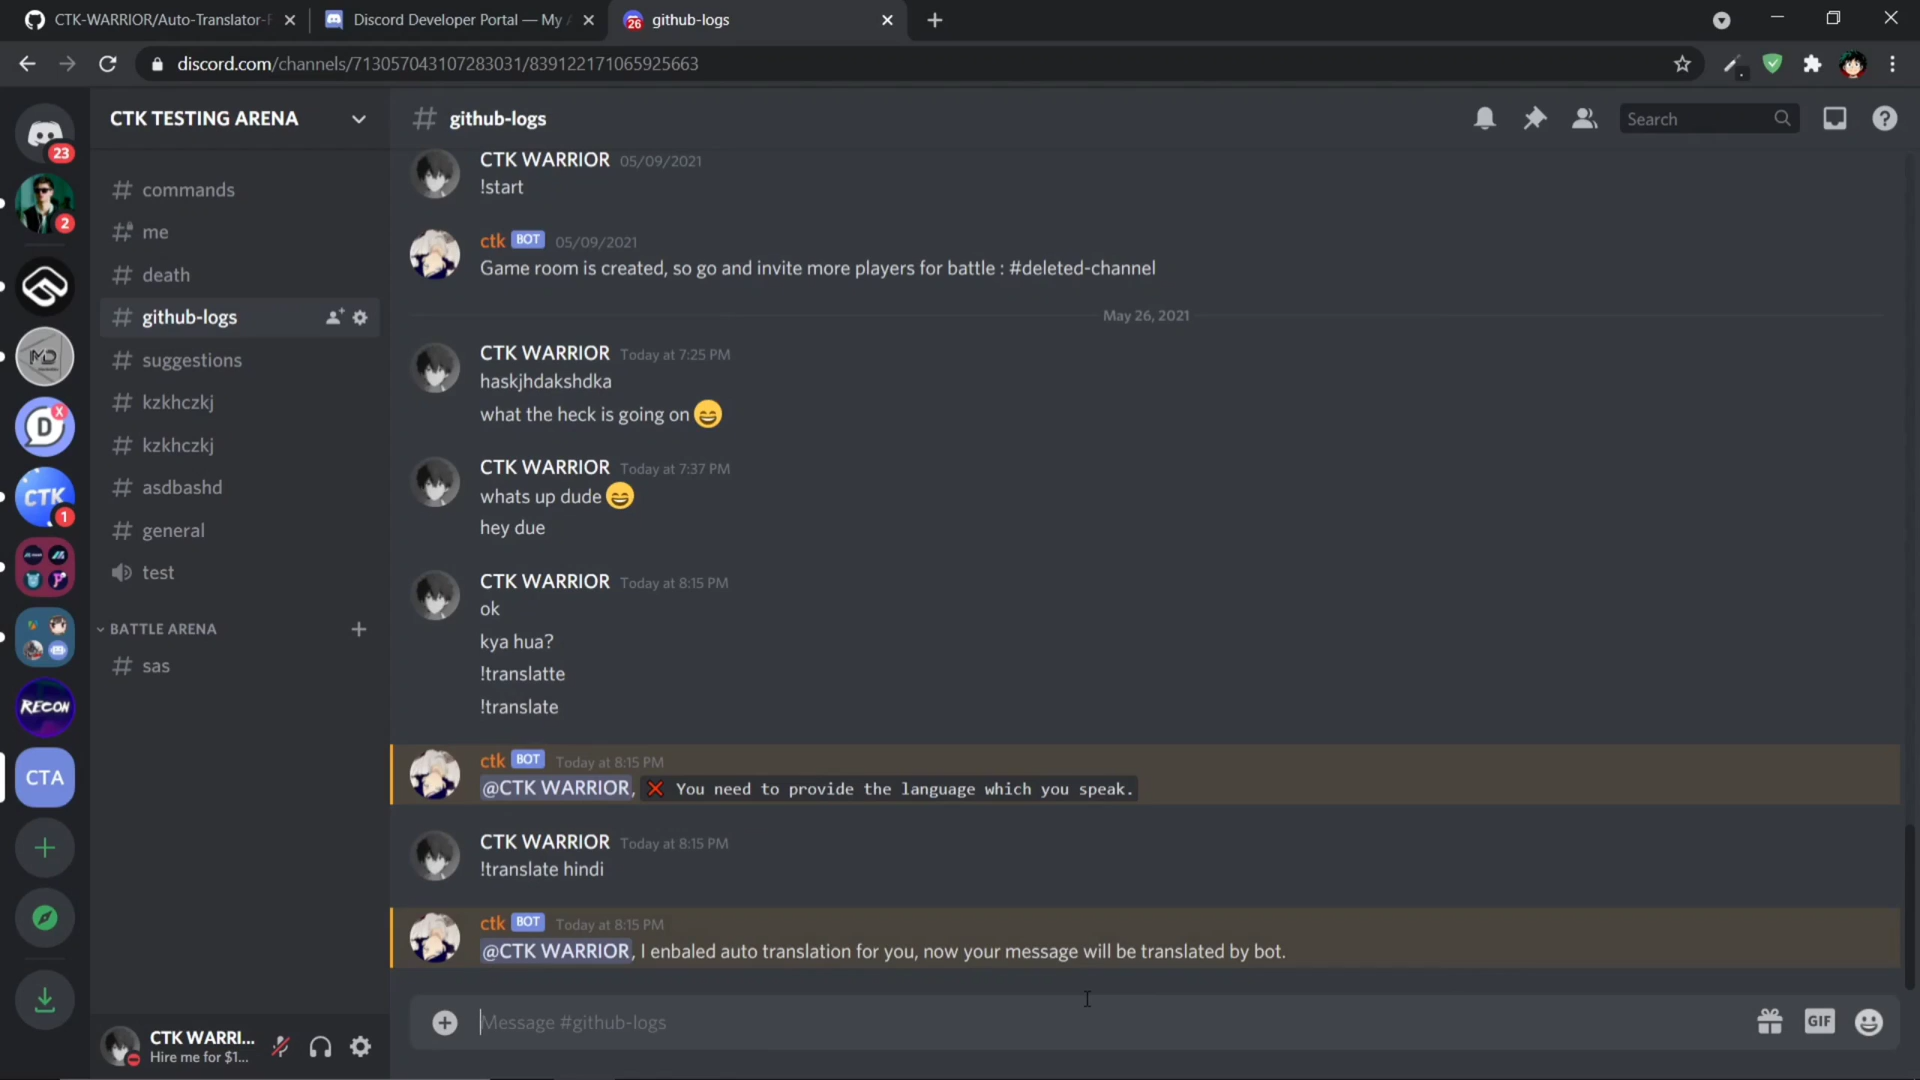 CTK-WARRIOR/Auto-Translator-
Discord Developer Portal — My
26
github-logs
discord.com/channels/713057043107283031/839122171065925663
23
2
MD
D
X
CTK
1
RECON
CTA
CTK TESTING ARENA
commands
me
death
github-logs
suggestions
kzkhczkj
kzkhczkj
asdbashd
general
test
BATTLE ARENA
sas
CTK WARRI...
Hire me for $1...
github-logs
Search
CTK WARRIOR 05/09/2021
!start
ctk BOT 05/09/2021
Game room is created, so go and invite more players for battle : #deleted-channel
May 26, 2021
CTK WARRIOR Today at 7:25 PM
haskjhdakshdka
what the heck is going on 😄
CTK WARRIOR Today at 7:37 PM
whats up dude 😄
hey due
CTK WARRIOR Today at 8:15 PM
ok
kya hua?
!translatte
!translate
ctk BOT Today at 8:15 PM
@CTK WARRIOR, ❌ You need to provide the language which you speak.
CTK WARRIOR Today at 8:15 PM
!translate hindi
ctk BOT Today at 8:15 PM
@CTK WARRIOR, I enbaled auto translation for you, now your message will be translated by bot.
Message #github-logs
GIF